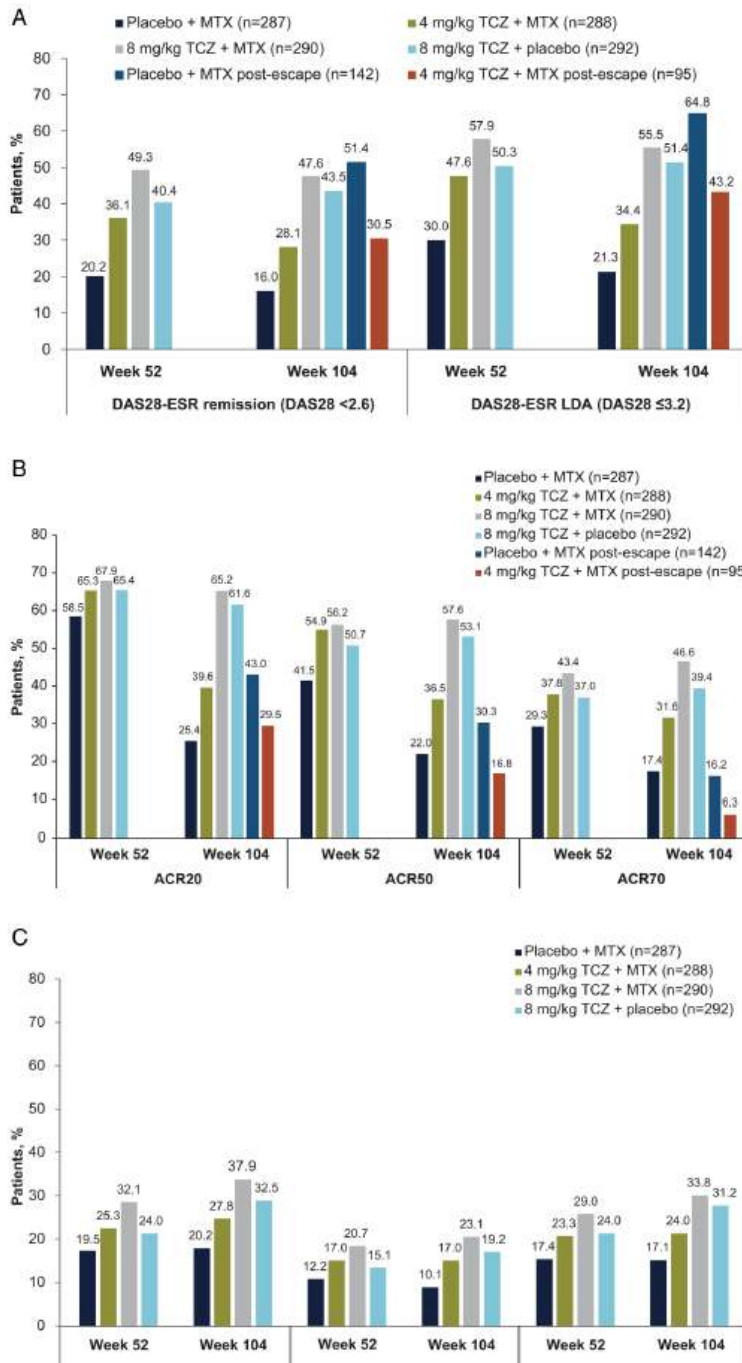 A
Placebo + MTX (n=287) 4 mg/kg TCZ + MTX (n=288)
8 mg/kg TCZ + MTX (n=290) 8 mg/kg TCZ + placebo (n=292)
Placebo + MTX post-escape (n=142) 4 mg/kg TCZ + MTX post-escape (n=95)
Patients, %
80
70
60
50
40
30
20
10
0
20.2 36.1 49.3 40.4
16.0 28.1 47.6 43.5 51.4 30.5
30.0 47.6 57.9 50.3
21.3 34.4 55.5 51.4 64.8 43.2
Week 52 Week 104 Week 52 Week 104
DAS28-ESR remission (DAS28 <2.6) DAS28-ESR LDA (DAS28 ≤3.2)
B
Placebo + MTX (n=287)
4 mg/kg TCZ + MTX (n=288)
8 mg/kg TCZ + MTX (n=290)
8 mg/kg TCZ + placebo (n=292)
Placebo + MTX post-escape (n=142)
4 mg/kg TCZ + MTX post-escape (n=95
Patients, %
80
70
60
50
40
30
20
10
0
58.5 65.3 67.9 65.4
25.4 39.6 65.2 61.6 43.0 29.5
41.5 54.9 56.2 50.7
22.0 36.5 57.6 53.1 30.3 16.8
29.3 37.8 43.4 37.0
17.4 31.6 46.6 39.4 16.2 6.3
Week 52 Week 104 Week 52 Week 104 Week 52 Week 104
ACR20 ACR50 ACR70
C
Placebo + MTX (n=287)
4 mg/kg TCZ + MTX (n=288)
8 mg/kg TCZ + MTX (n=290)
8 mg/kg TCZ + placebo (n=292)
Patients, %
80
70
60
50
40
30
20
10
0
19.5 25.3 32.1 24.0
20.2 27.8 37.9 32.5
12.2 17.0 20.7 15.1
10.1 17.0 23.1 19.2
17.4 23.3 29.0 24.0
17.1 24.0 33.8 31.2
Week 52 Week 104 Week 52 Week 104 Week 52 Week 104